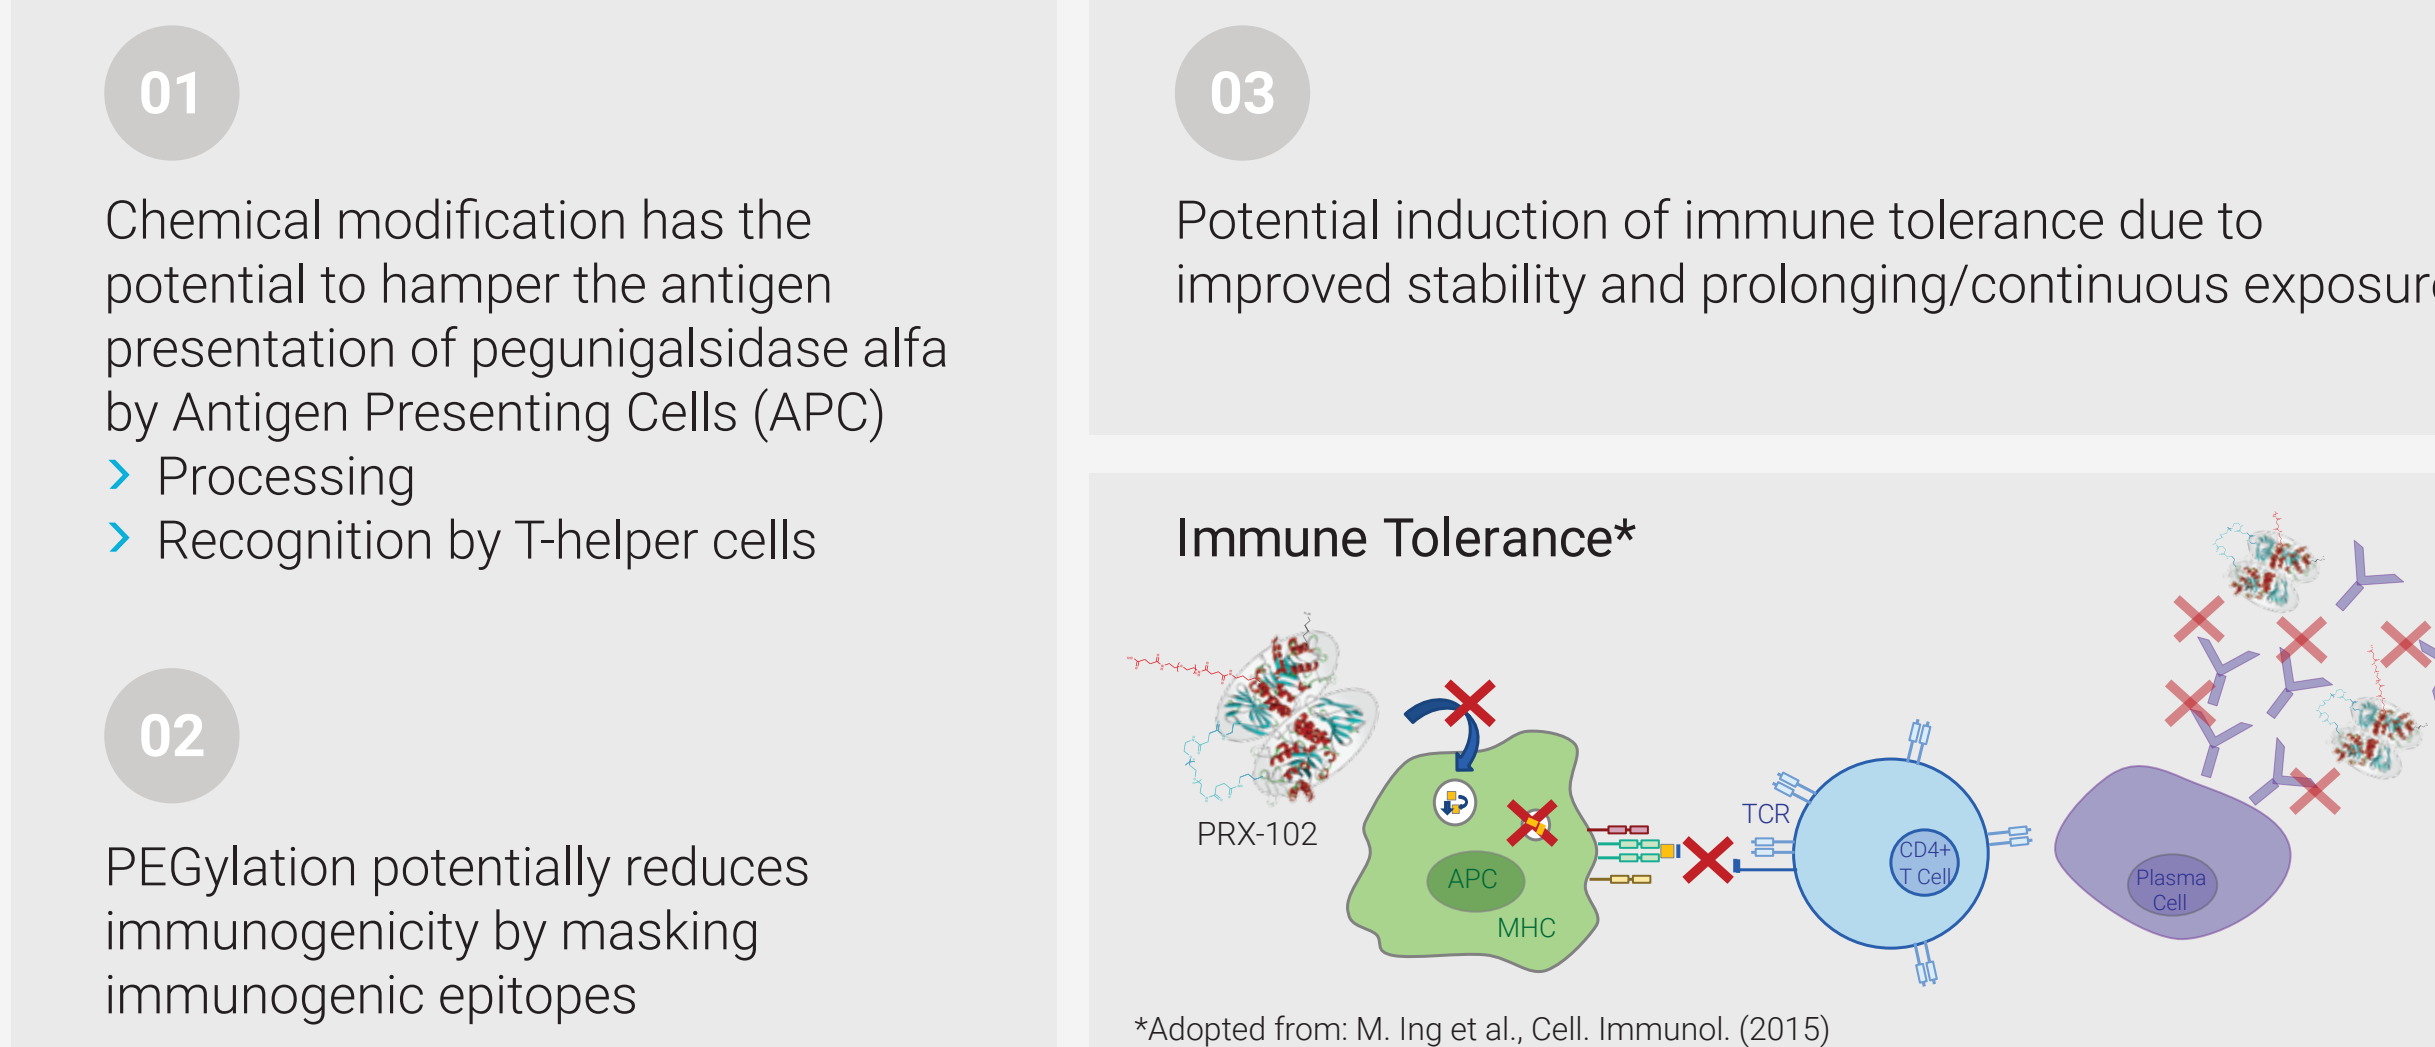 01
Chemical modification has the
potential to hamper the antigen
presentation of pegunigalsidase alfa
by Antigen Presenting Cells (APC)
Processing
Recognition by T-helper cells
02
PEGylation potentially reduces
immunogenicity by masking
immunogenic epitopes
03
Potential induction of immune tolerance due to
improved stability and prolonging/continuous exposure
Immune Tolerance*
PRX-102
APC
MHC
TCR
CD4+
T Cell
Plasma
Cell
*Adopted from: M. Ing et al., Cell. Immunol. (2015)